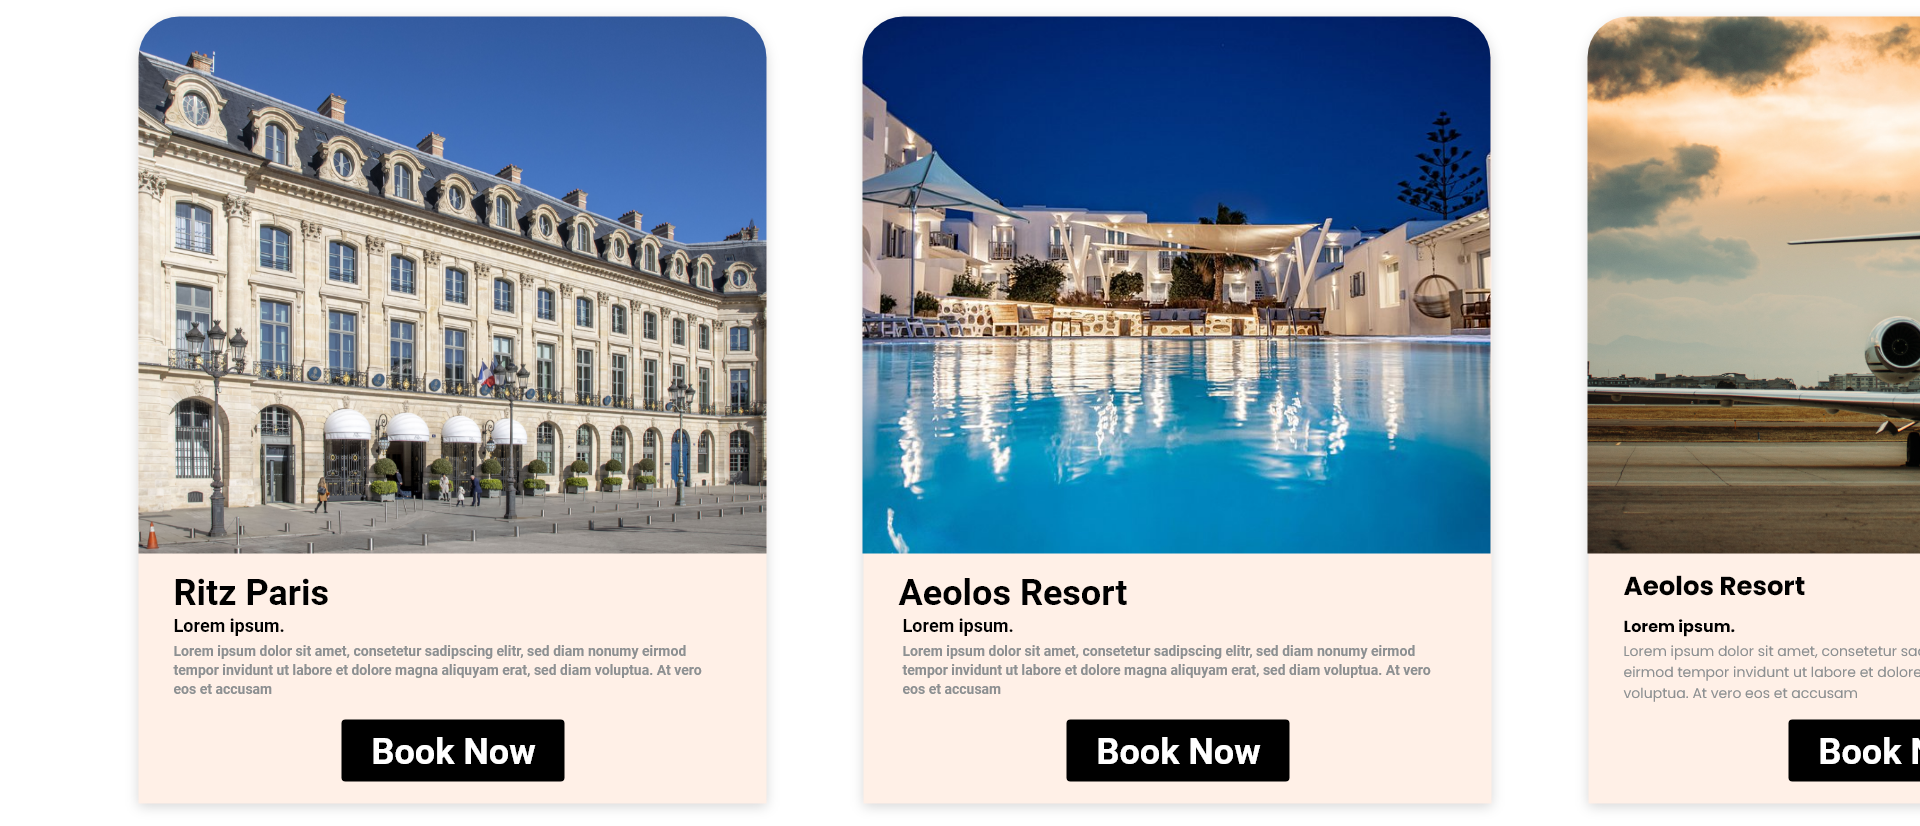 Ritz Paris
Lorem ipsum.
Lorem ipsum dolor sit amet, consetetur sadipscing elitr, sed diam nonumy eirmod
tempor invidunt ut labore et dolore magna aliquyam erat, sed diam voluptua. At vero
eos et accusam
Book Now
Aeolos Resort
Lorem ipsum.
Lorem ipsum dolor sit amet, consetetur sadipscing elitr, sed diam nonumy eirmod
tempor invidunt ut labore et dolore magna aliquyam erat, sed diam voluptua. At vero
eos et accusam
Book Now
Aeolos Resort
Lorem ipsum.
Lorem ipsum dolor sit amet, consetetur
eirmod tempor invidunt ut labore et dolore
voluptua. At vero eos et accusam
Book